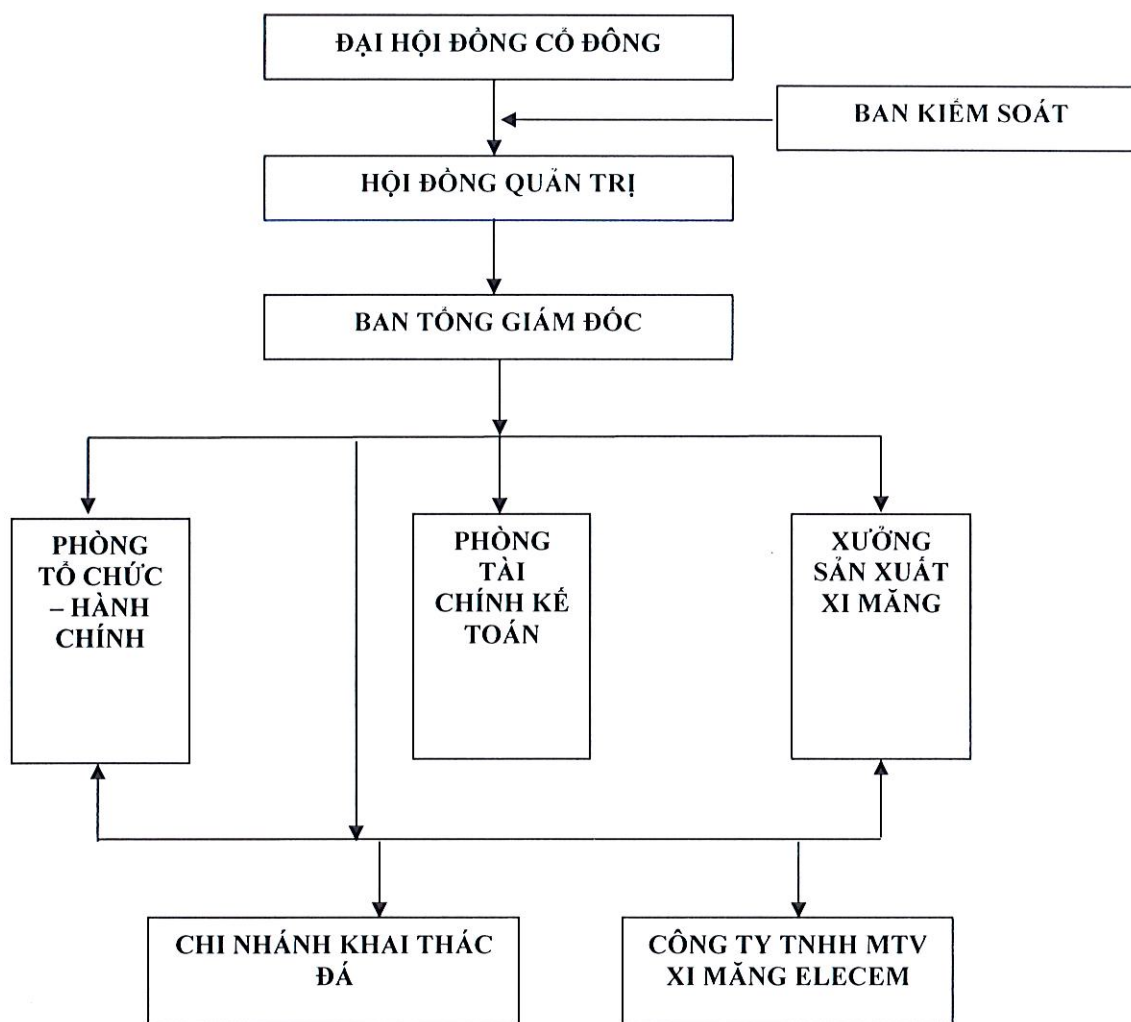 ĐẠI HỘI ĐỒNG CỔ ĐÔNG
BAN KIỂM SOÁT
HỘI ĐỒNG QUẢN TRỊ
BAN TỔNG GIÁM ĐỐC
PHÒNG
TỔ CHỨC
– HÀNH
CHÍNH
PHÒNG
TÀI
CHÍNH KẾ
TOÁN
XƯỞNG
SẢN XUẤT
XI MĂNG
CHI NHÁNH KHAI THÁC
ĐÁ
CÔNG TY TNHH MTV
XI MĂNG ELECEM